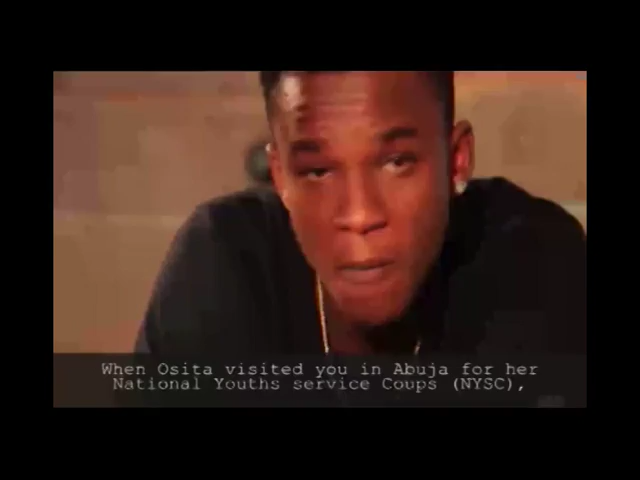 When Osita visited you in Abuja for her
National Youths service Coups (NYSC),